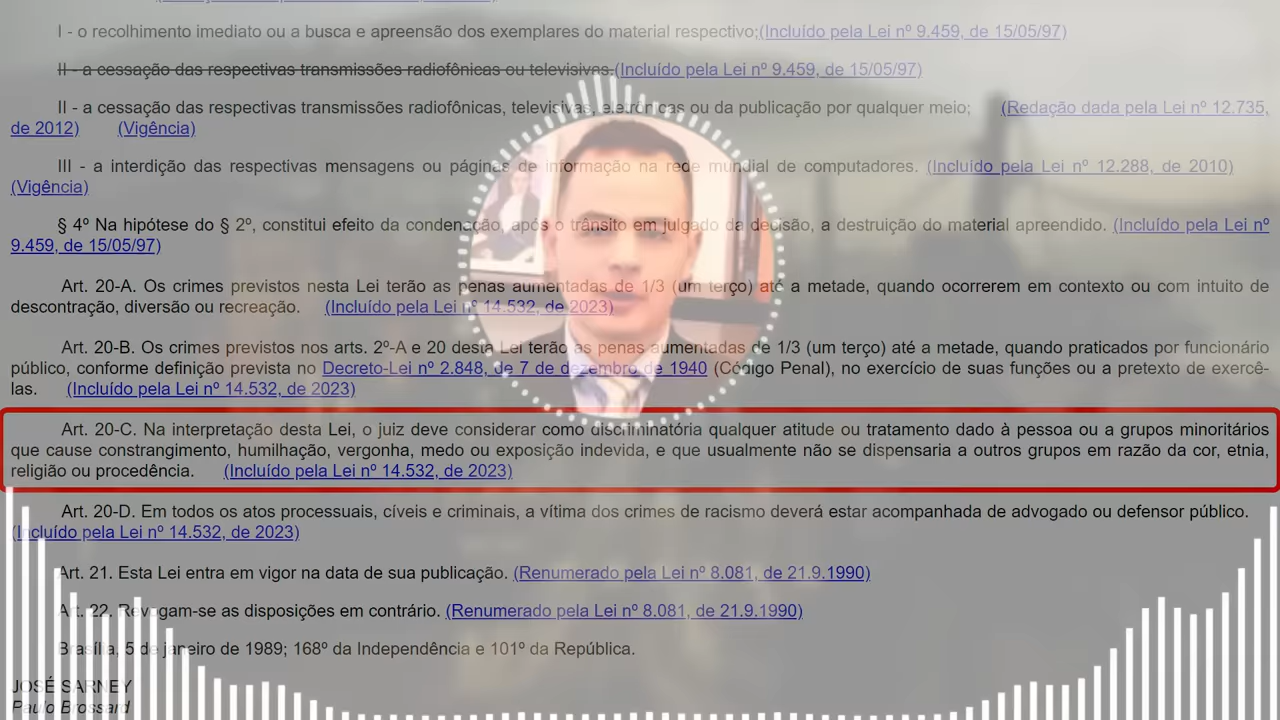 I - o recolhimento imediato ou a busca e apreensão dos exemplares do material respectivo;(Incluído pela Lei nº 9.459, de 15/05/97)
II - a cessação das respectivas transmissões radiofônicas ou televisivas.(Incluído pela Lei nº 9.459, de 15/05/97)
II - a cessação das respectivas transmissões radiofônicas, televisivas, eletrônicas ou da publicação por qualquer meio; (Redação dada pela Lei nº 12.735,
de 2012) (Vigência)
III - a interdição das respectivas mensagens ou páginas de informação na rede mundial de computadores. (Incluído pela Lei nº 12.288, de 2010)
(Vigência)
§ 4º Na hipótese do § 2º, constitui efeito da condenação, após o trânsito em julgado da decisão, a destruição do material apreendido. (Incluído pela Lei nº
9.459, de 15/05/97)
Art. 20-A. Os crimes previstos nesta Lei terão as penas aumentadas de 1/3 (um terço) até a metade, quando ocorrerem em contexto ou com intuito de
descontração, diversão ou recreação. (Incluído pela Lei nº 14.532, de 2023)
Art. 20-B. Os crimes previstos nos arts. 2º-A e 20 desta Lei terão as penas aumentadas de 1/3 (um terço) até a metade, quando praticados por funcionário
público, conforme definição prevista no Decreto-Lei nº 2.848, de 7 de dezembro de 1940 (Código Penal), no exercício de suas funções ou a pretexto de exercê-
las. (Incluído pela Lei nº 14.532, de 2023)
Art. 20-C. Na interpretação desta Lei, o juiz deve considerar como discriminatória qualquer atitude ou tratamento dado à pessoa ou a grupos minoritários
que cause constrangimento, humilhação, vergonha, medo ou exposição indevida, e que usualmente não se dispensaria a outros grupos em razão da cor, etnia,
religião ou procedência. (Incluído pela Lei nº 14.532, de 2023)
Art. 20-D. Em todos os atos processuais, cíveis e criminais, a vítima dos crimes de racismo deverá estar acompanhada de advogado ou defensor público.
(Incluído pela Lei nº 14.532, de 2023)
Art. 21. Esta Lei entra em vigor na data de sua publicação. (Renumerado pela Lei nº 8.081, de 21.9.1990)
Art. 22. Revogam-se as disposições em contrário. (Renumerado pela Lei nº 8.081, de 21.9.1990)
Brasília, 5 de janeiro de 1989; 168º da Independência e 101º da República.
JOSÉ SARNEY
Paulo Brossard